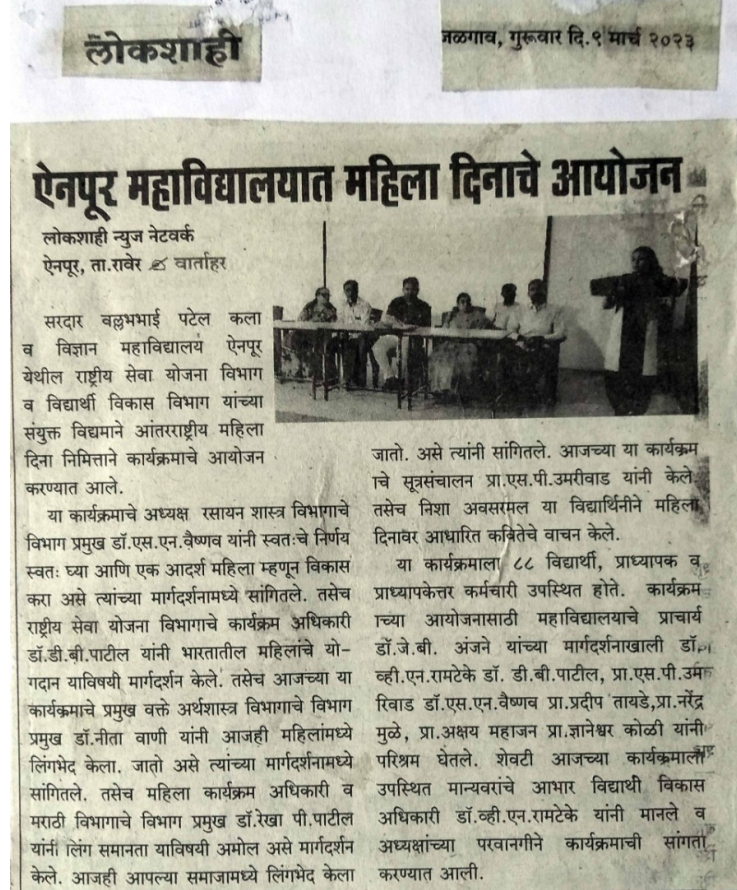 लोकशाही
जळगाव, गुरूवार दि.९ मार्च २०२३
ऐनपूर महाविद्यालयात महिला दिनाचे आयोजन
लोकशाही न्युज नेटवर्क
ऐनपूर, ता.रावेर वार्ताहर
सरदार वल्लभभाई पटेल कला
व विज्ञान महाविद्यालय ऐनपूर
येथील राष्ट्रीय सेवा योजना विभाग
व विद्यार्थी विकास विभाग यांच्या
संयुक्त विद्यमाने आंतरराष्ट्रीय महिला
दिना निमित्ताने कार्यक्रमाचे आयोजन
करण्यात आले.
या कार्यक्रमाचे अध्यक्ष रसायन शास्त्र विभागाचे
विभाग प्रमुख डॉ.एस.एन.वैष्णव यांनी स्वतःचे निर्णय
स्वतः घ्या आणि एक आदर्श महिला म्हणून विकास
करा असे त्यांच्या मार्गदर्शनामध्ये सांगितले. तसेच
राष्ट्रीय सेवा योजना विभागाचे कार्यक्रम अधिकारी
डॉ.डी.बी.पाटील यांनी भारतातील महिलांचे यो-
गदान याविषयी मार्गदर्शन केले. तसेच आजच्या या
कार्यक्रमाचे प्रमुख वक्ते अर्थशास्त्र विभागाचे विभाग
प्रमुख डॉ.नीता वाणी यांनी आजही महिलांमध्ये
लिंगभेद केला. जातो असे त्यांच्या मार्गदर्शनामध्ये
सांगितले. तसेच महिला कार्यक्रम अधिकारी व
मराठी विभागाचे विभाग प्रमुख डॉ.रेखा पी.पाटील
यांनी लिंग समानता याविषयी अमोल असे मार्गदर्शन
केले. आजही आपल्या समाजामध्ये लिंगभेद केला
जातो. असे त्यांनी सांगितले. आजच्या या कार्यक्रम
ाचे सूत्रसंचालन प्रा.एस.पी.उमरीवाड यांनी केले.
तसेच निशा अवसरमल या विद्यार्थिनीने महिला
दिनावर आधारित कवितेचे वाचन केले.
या कार्यक्रमाला ८८ विद्यार्थी, प्राध्यापक व
प्राध्यापकेत्तर कर्मचारी उपस्थित होते. कार्यक्रम
ाच्या आयोजनासाठी महाविद्यालयाचे प्राचार्य
डॉ.जे.बी. अंजने यांच्या मार्गदर्शनाखाली डॉ.
व्ही.एन.रामटेके डॉ. डी.बी.पाटील, प्रा.एस.पी.उम
रिवाड डॉ.एस.एन.वैष्णव प्रा.प्रदीप तायडे,प्रा.नरेंद्र
मुळे, प्रा.अक्षय महाजन प्रा.ज्ञानेश्वर कोळी यांनी
परिश्रम घेतले. शेवटी आजच्या कार्यक्रमाला
उपस्थित मान्यवरांचे आभार विद्यार्थी विकास
अधिकारी डॉ.व्ही.एन.रामटेके यांनी मानले व
अध्यक्षांच्या परवानगीने कार्यक्रमाची सांगता
करण्यात आली.